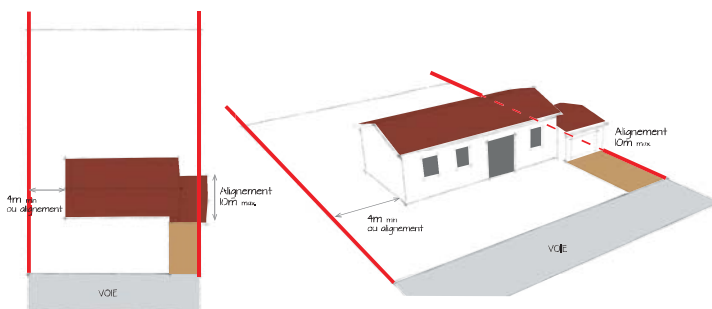 4m min
ou alignement
Alignement
10m max.
VOIE
4m min
ou alignement
Alignement
10m max.
VOIE